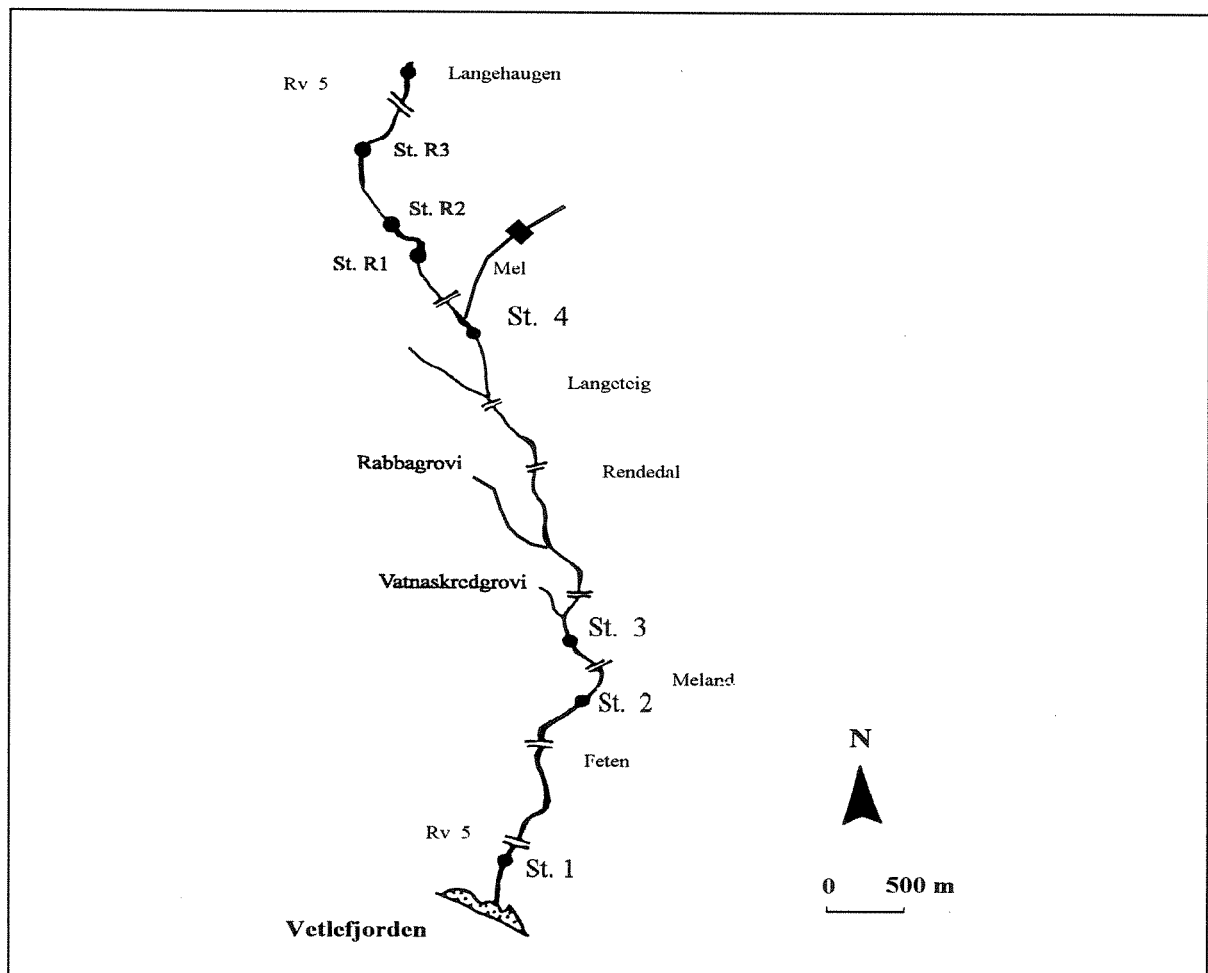 Langehaugen
Rv 5
St. R3
St. R2
St. R1
Mel
St. 4
Langeteig
Rabbagrovi
Rendedal
Vatnaskredgrovi
St. 3
Meland
St. 2
N
Feten
Rv 5
St. 1
0 500 m
Vetlefjorden